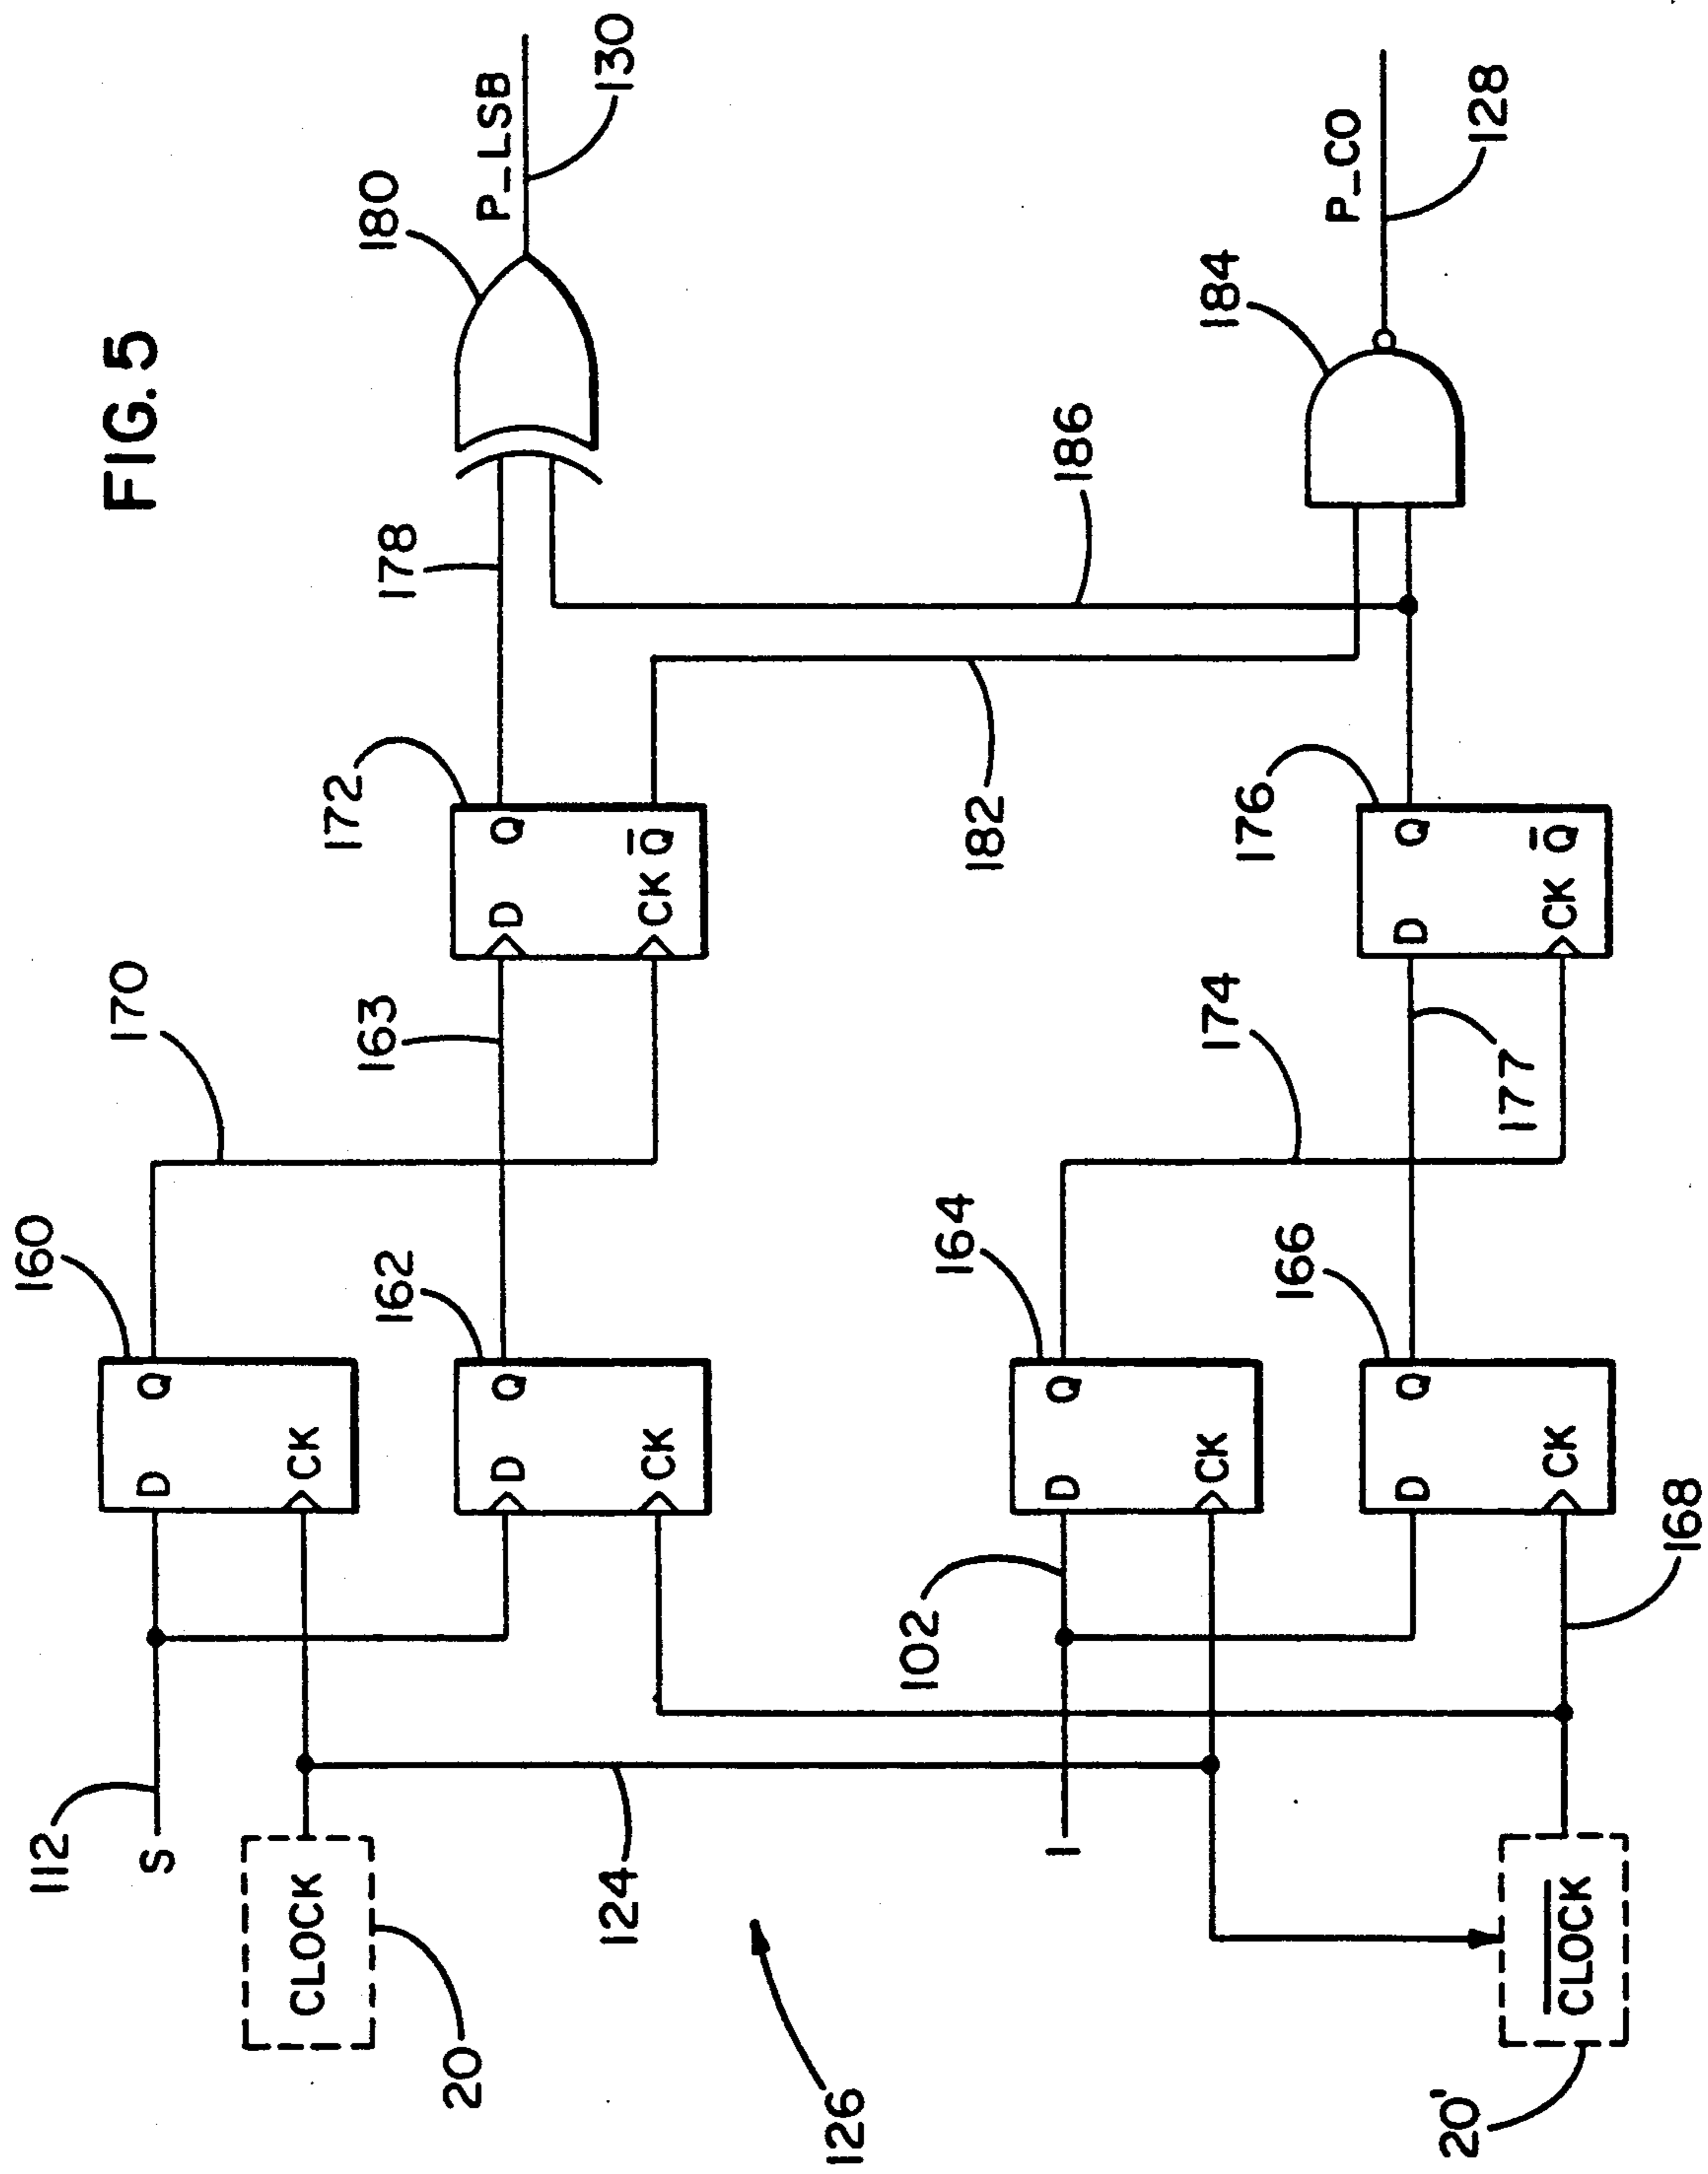 FIG. 5
112
S
CLOCK
20
124
126
160
D
Q
CK
162
D
Q
CK
170
163
172
D
Q
CK
Q̅
178
180
P_LSB
130
182
186
102
I
164
D
Q
CK
166
D
Q
CK
168
C̅L̅O̅C̅K̅
20'
174
177
176
D
Q
CK
Q̅
184
P_CO
128